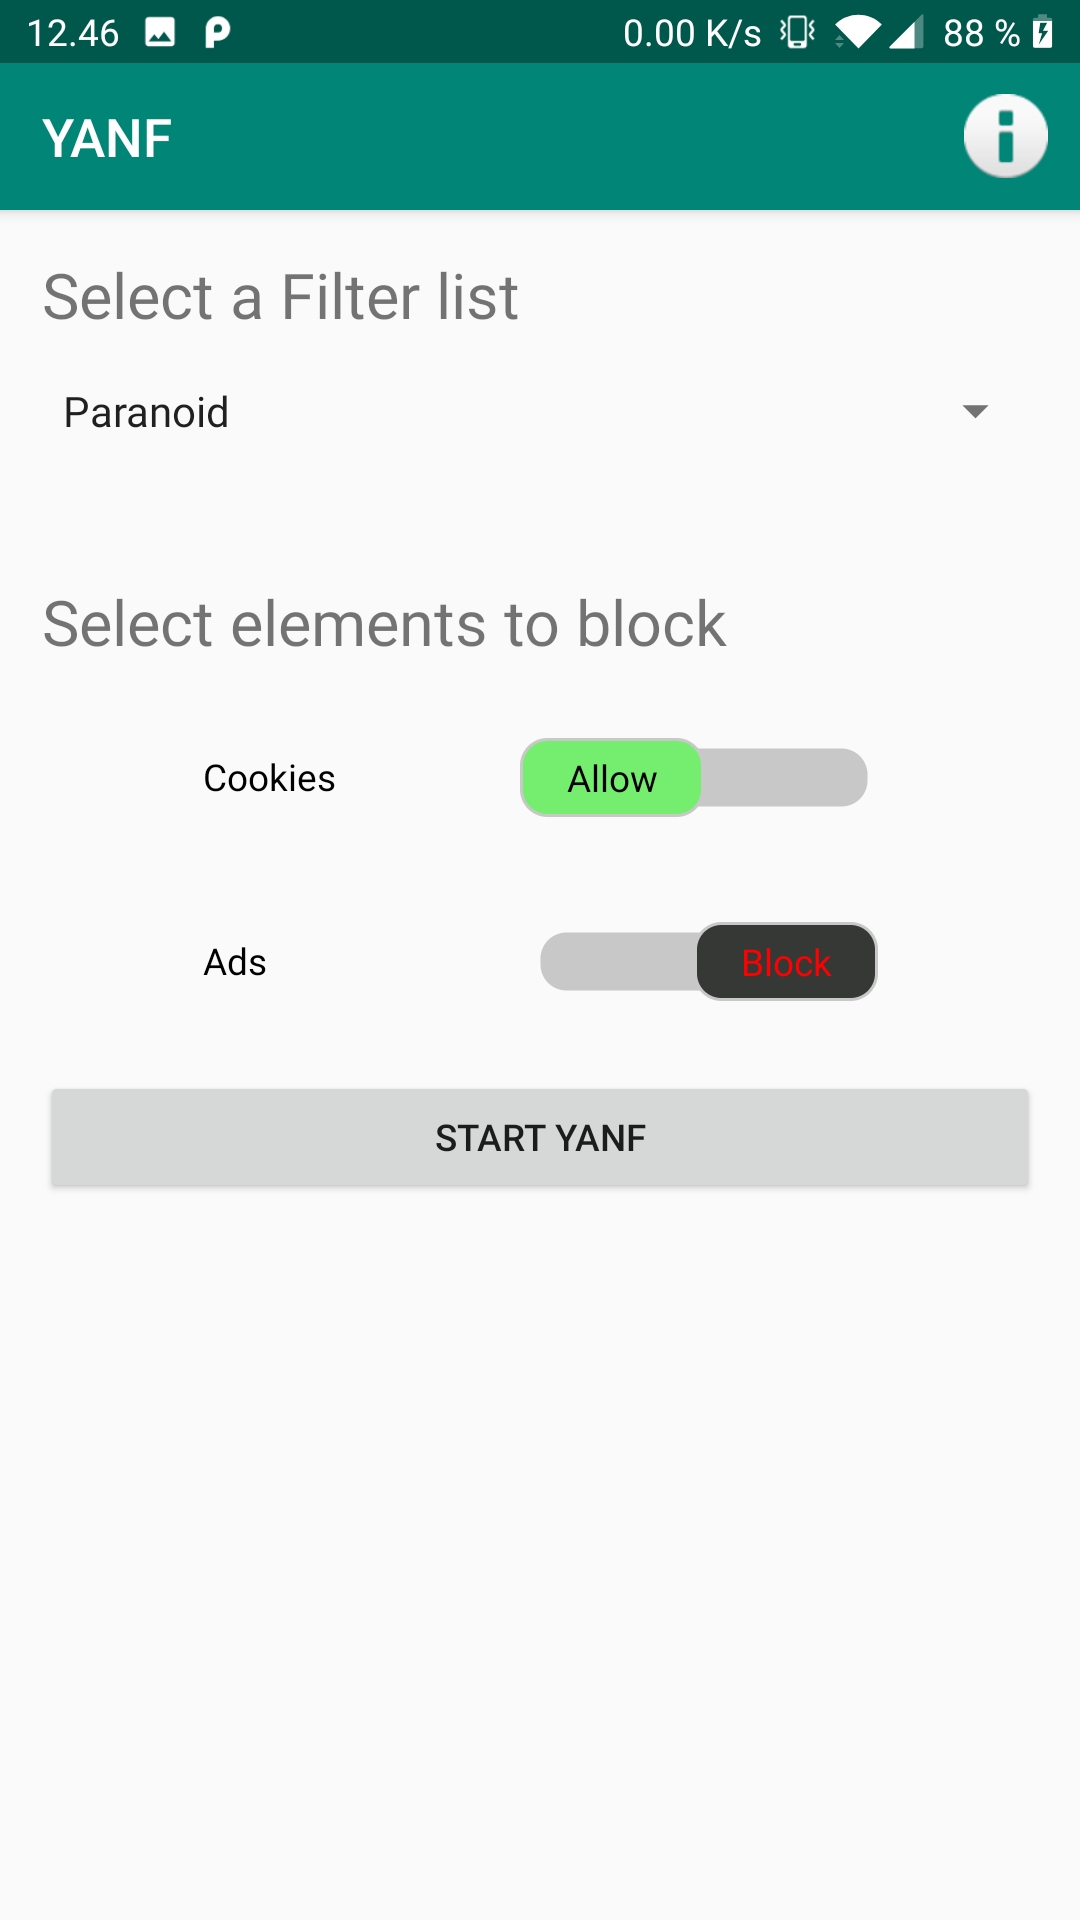 12.46 0.00 K/s 88 %
YANF
Select a Filter list
Paranoid
Select elements to block
Cookies Allow
Ads Block
START YANF